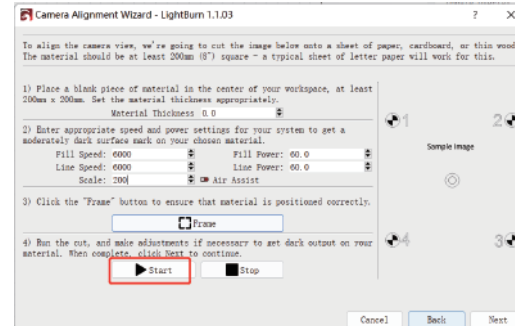 Camera Alignment Wizard - LightBurn 1.1.03
?
To align the camera view, we're going to cut the image below onto a sheet of paper, cardboard, or thin wood
The material should be at least 200mm (8") square - a typical sheet of letter paper will work for this.
1) Place a blank piece of material in the center of your workspace, at least
200mm x 200mm. Set the material thickness appropriately.
Material Thickness 0.0
2) Enter appropriate speed and power settings for your system to get a
moderately dark surface mark on your chosen material.
Fill Speed: 6000
Fill Power: 60.0
Line Speed: 6000
Line Power: 60.0
Scale: 200
Air Assist
3) Click the "Frame" button to ensure that material is positioned correctly.
Frame
4) Run the cut, and make adjustments if necessary to get dark output on your
material. When complete, click Next to continue.
Start
Stop
1
2
Sample Image
4
3
Cancel
Back
Next